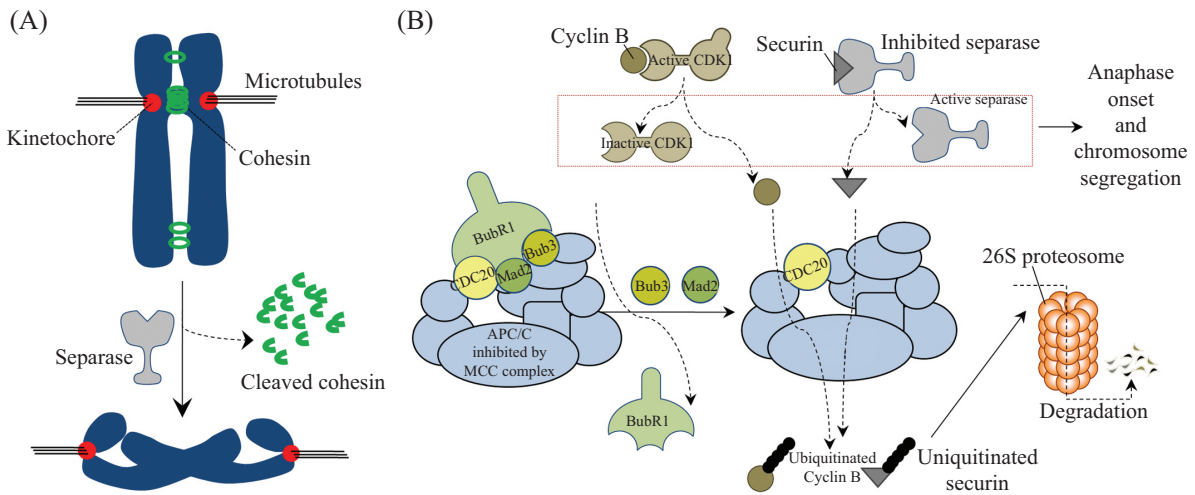 (A)
Microtubules
Kinetochore
Cohesin
Separase
Cleaved cohesin
(B)
Cyclin B
Active CDK1
Securin
Inhibited separase
Inactive CDK1
Active separase
Anaphase
onset
and
chromosome
segregation
BubR1
Bub3
CDC20
Mad2
APC/C
inhibited by
MCC complex
Bub3
Mad2
BubR1
CDC20
26S proteosome
Degradation
Ubiquitinated
Cyclin B
Uniquitinated
securin